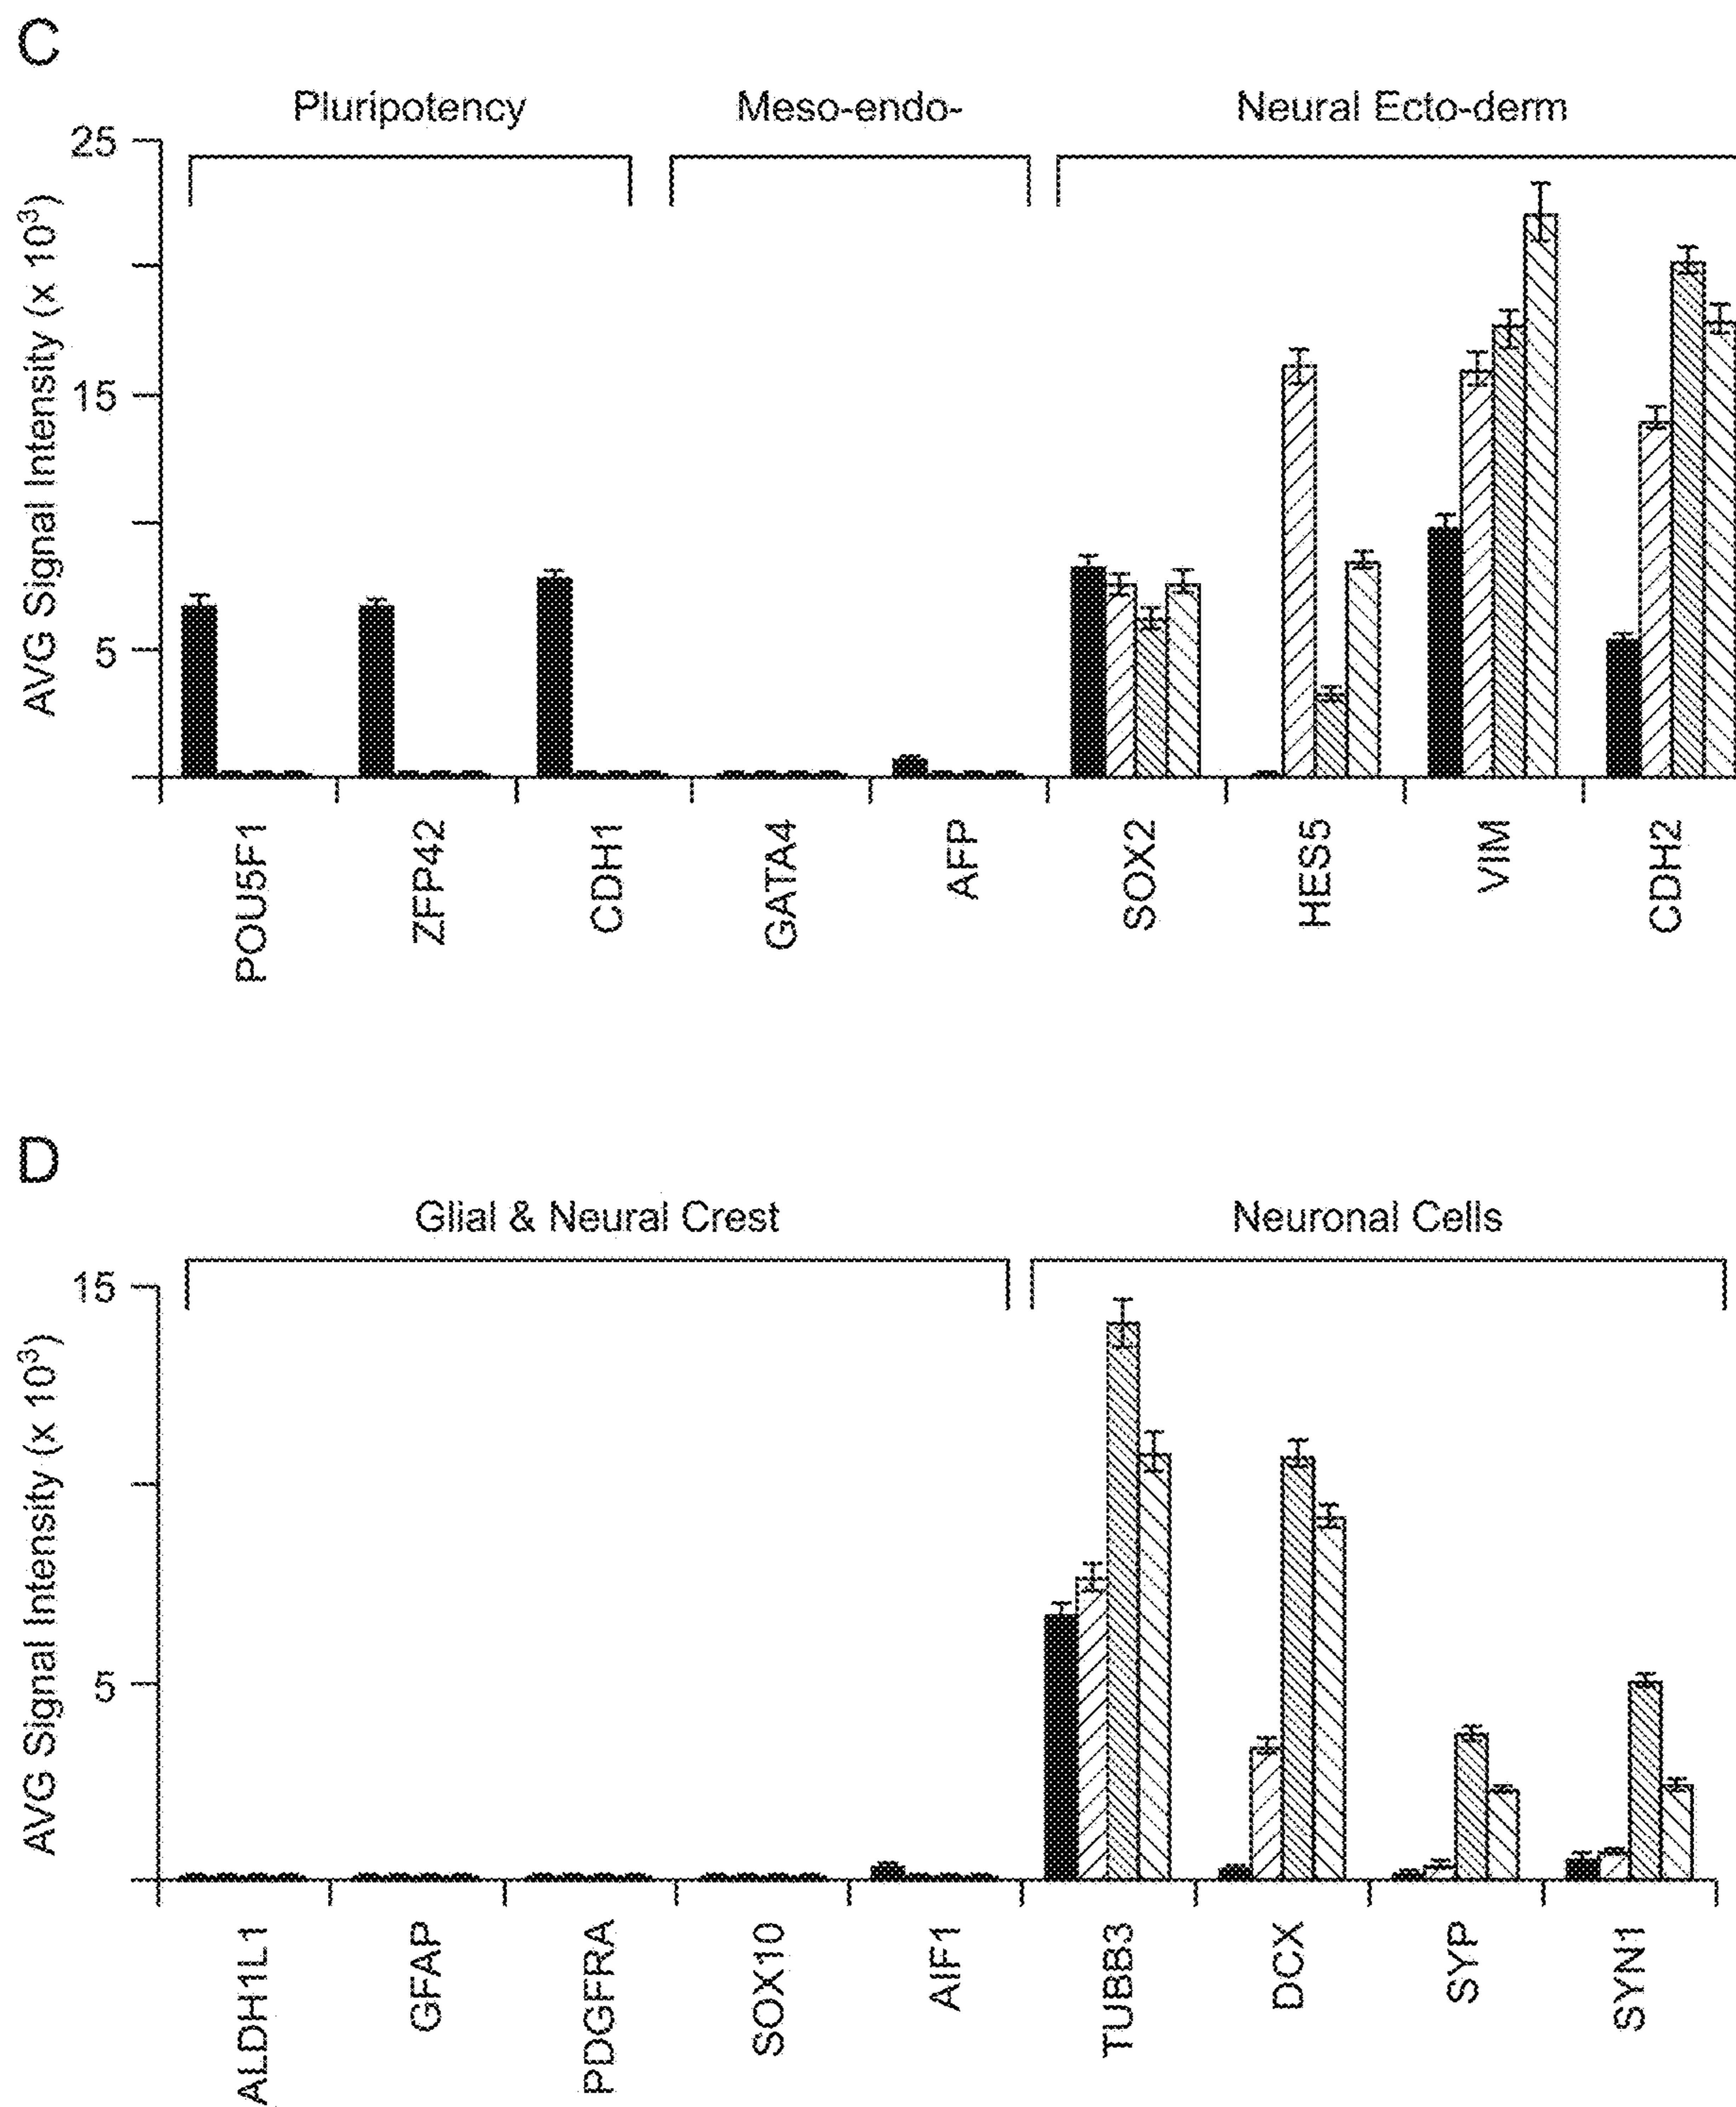 C
Pluripotency Meso-endo- Neural Ecto-derm
25
15
5
AVG Signal Intensity (x 10³)
POU5F1 ZFP42 CDH1 GATA4 AFP SOX2 HES5 VIM CDH2
D
Glial & Neural Crest Neuronal Cells
15
5
AVG Signal Intensity (x 10³)
ALDH1L1 GFAP PDGFRA SOX10 AIF1 TUBB3 DCX SYP SYN1